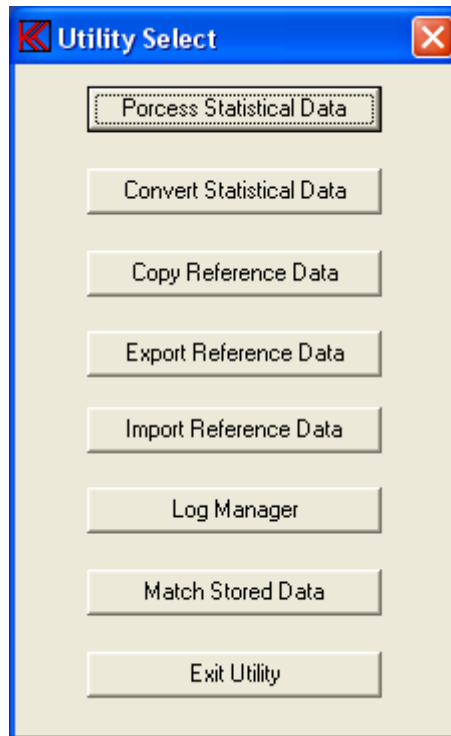 Utility Select
Porcess Statistical Data
Convert Statistical Data
Copy Reference Data
Export Reference Data
Import Reference Data
Log Manager
Match Stored Data
Exit Utility